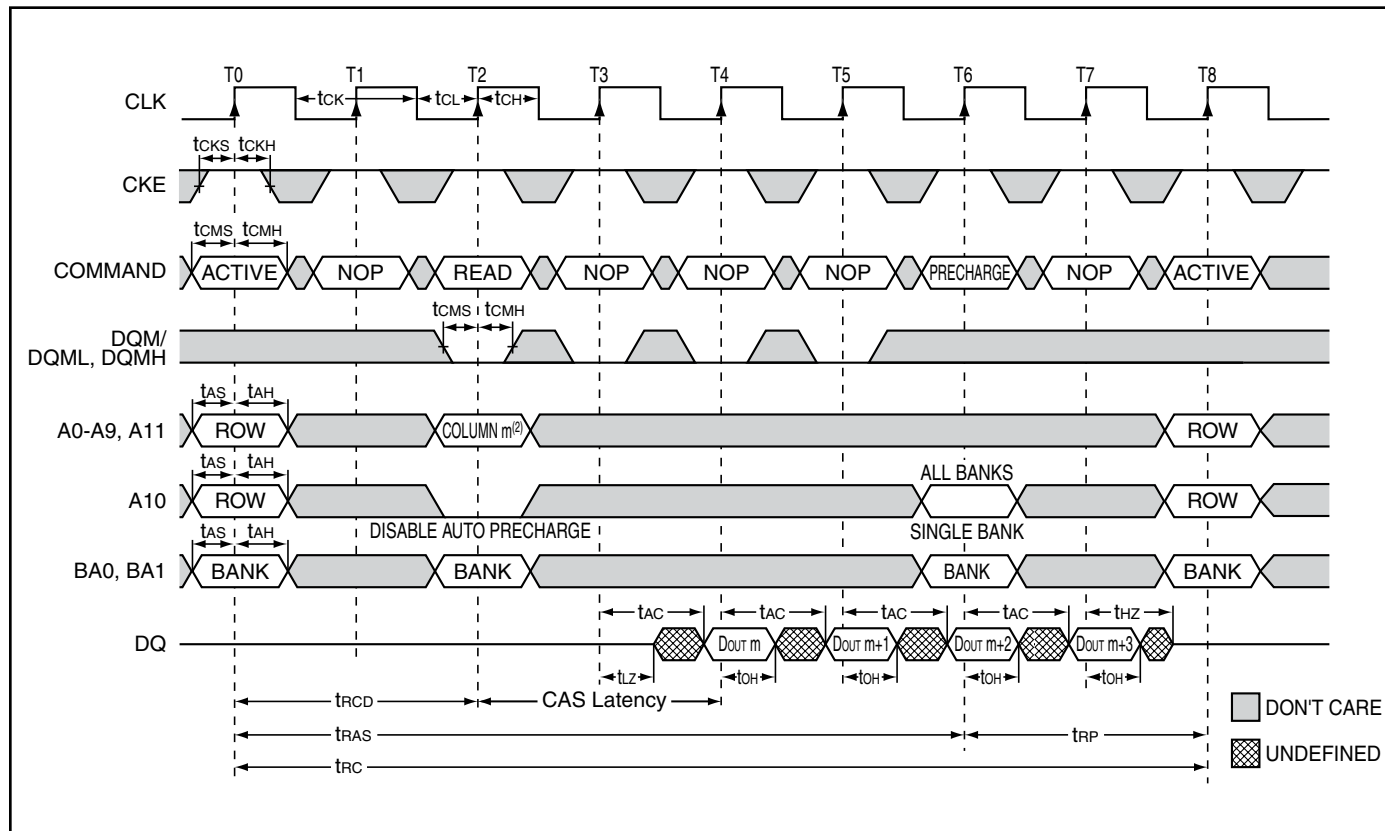 T0 T1 T2 T3 T4 T5 T6 T7 T8
CLK
tCK tCL tCH
tCKS tCKH
CKE
tCMS tCMH
COMMAND ACTIVE NOP READ NOP NOP NOP PRECHARGE NOP ACTIVE
tCMS tCMH
DQM/
DQML, DQMH
tAS tAH
A0-A9, A11 ROW COLUMN m(2) ROW
tAS tAH
ALL BANKS
A10 ROW ROW
DISABLE AUTO PRECHARGE SINGLE BANK
tAS tAH
BA0, BA1 BANK BANK BANK BANK
tAC tAC tAC tAC tHZ
DQ DOUT m DOUT m+1 DOUT m+2 DOUT m+3
tLZ tOH tOH tOH tOH
tRCD CAS Latency
DON'T CARE
tRAS tRP
UNDEFINED
tRC